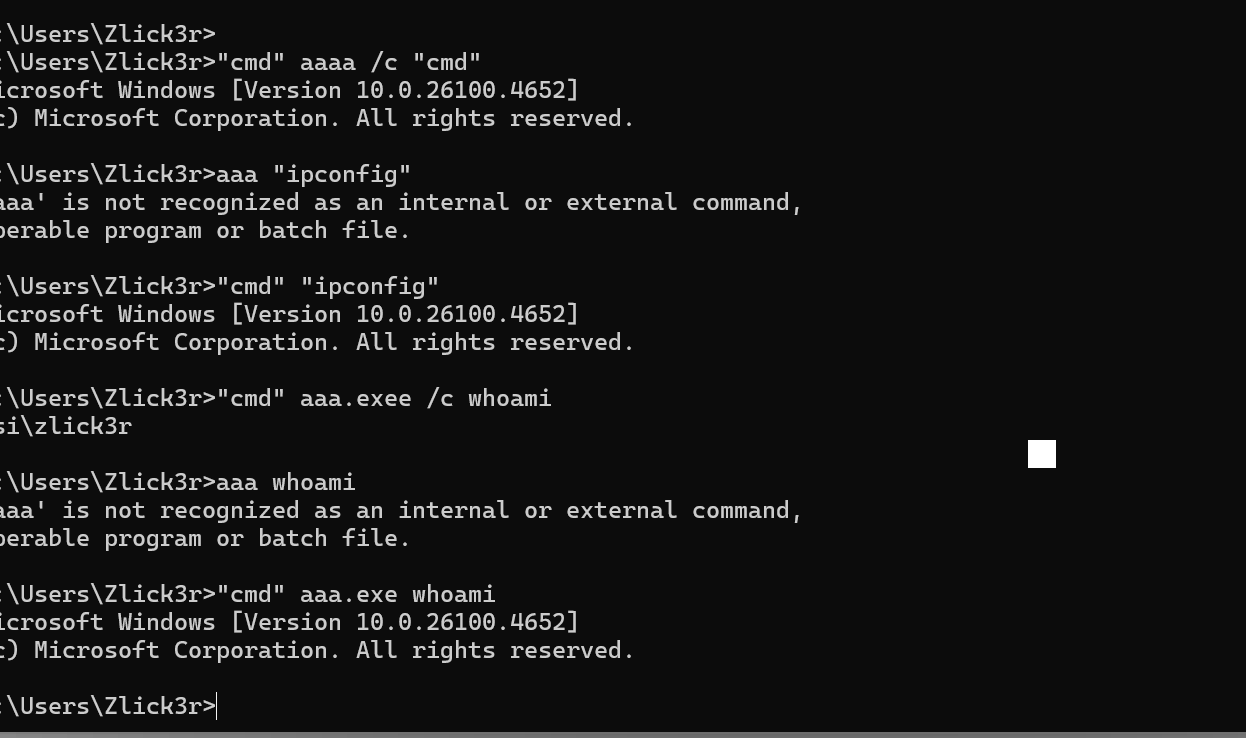 :\Users\Zlick3r>
:\Users\Zlick3r>"cmd" aaaa /c "cmd"
icrosoft Windows [Version 10.0.26100.4652]
c) Microsoft Corporation. All rights reserved.
:\Users\Zlick3r>aaa "ipconfig"
aaa' is not recognized as an internal or external command,
perable program or batch file.
:\Users\Zlick3r>"cmd" "ipconfig"
icrosoft Windows [Version 10.0.26100.4652]
c) Microsoft Corporation. All rights reserved.
:\Users\Zlick3r>"cmd" aaa.exee /c whoami
si\zlick3r
:\Users\Zlick3r>aaa whoami
aaa' is not recognized as an internal or external command,
perable program or batch file.
:\Users\Zlick3r>"cmd" aaa.exe whoami
icrosoft Windows [Version 10.0.26100.4652]
c) Microsoft Corporation. All rights reserved.
:\Users\Zlick3r>